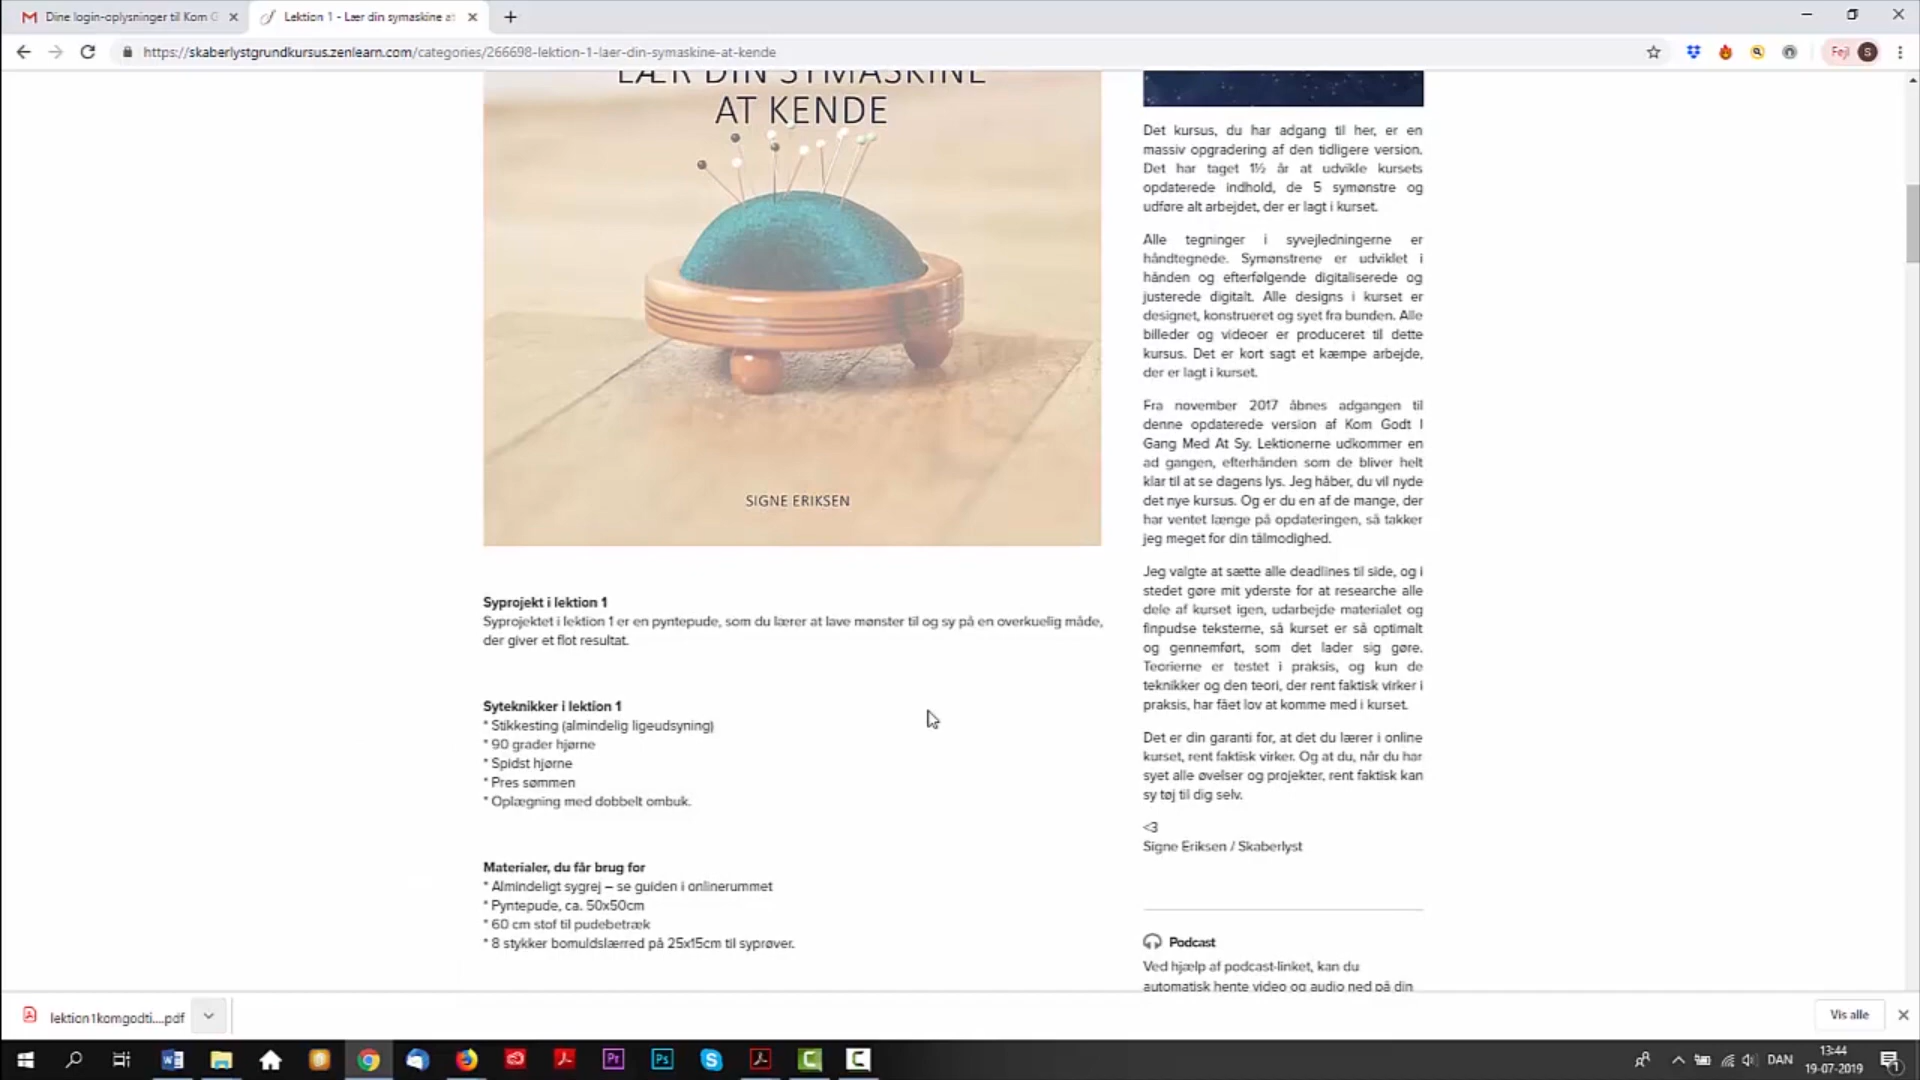 Dine login-oplysninger til Kom G
Lektion 1 - Lær din symaskine at
https://skaberlystgrundkursus.zenlearn.com/categories/266698-lektion-1-laer-din-symaskine-at-kende
Fejl
S
LÆR DIN SYMASKINE
AT KENDE
SIGNE ERIKSEN
Syprojekt i lektion 1
Syprojektet i lektion 1 er en pyntepude, som du lærer at lave mønster til og sy på en overkuelig måde,
der giver et flot resultat.
Syteknikker i lektion 1
* Stikkesting (almindelig ligeudsyning)
* 90 grader hjørne
* Spidst hjørne
* Pres sømmen
* Oplægning med dobbelt ombuk.
Materialer, du får brug for
* Almindeligt sygrej – se guiden i onlinerummet
* Pyntepude, ca. 50x50cm
* 60 cm stof til pudebetræk
* 8 stykker bomuldslærred på 25x15cm til syprøver.
Det kursus, du har adgang til her, er en
massiv opgradering af den tidligere version.
Det har taget 1½ år at udvikle kursets
opdaterede indhold, de 5 symønstre og
udføre alt arbejdet, der er lagt i kurset.
Alle tegninger i syvejledningerne er
håndtegnede. Symønstrene er udviklet i
hånden og efterfølgende digitaliserede og
justerede digitalt. Alle designs i kurset er
designet, konstrueret og syet fra bunden. Alle
billeder og videoer er produceret til dette
kursus. Det er kort sagt et kæmpe arbejde,
der er lagt i kurset.
Fra november 2017 åbnes adgangen til
denne opdaterede version af Kom Godt I
Gang Med At Sy. Lektionerne udkommer en
ad gangen, efterhånden som de bliver helt
klar til at se dagens lys. Jeg håber, du vil nyde
det nye kursus. Og er du en af de mange, der
har ventet længe på opdateringen, så takker
jeg meget for din tålmodighed.
Jeg valgte at sætte alle deadlines til side, og i
stedet gøre mit yderste for at researche alle
dele af kurset igen, udarbejde materialet og
finpudse teksterne, så kurset er så optimalt
og gennemført, som det lader sig gøre.
Teorierne er testet i praksis, og kun de
teknikker og den teori, der rent faktisk virker i
praksis, har fået lov at komme med i kurset.
Det er din garanti for, at det du lærer i online
kurset, rent faktisk virker. Og at du, når du har
syet alle øvelser og projekter, rent faktisk kan
sy tøj til dig selv.
<3
Signe Eriksen / Skaberlyst
Podcast
Ved hjælp af podcast-linket, kan du
automatisk hente video og audio ned på din
lektion1komgodti....pdf
Vis alle
Pr
Ps
DAN
13:44
19-07-2019
1